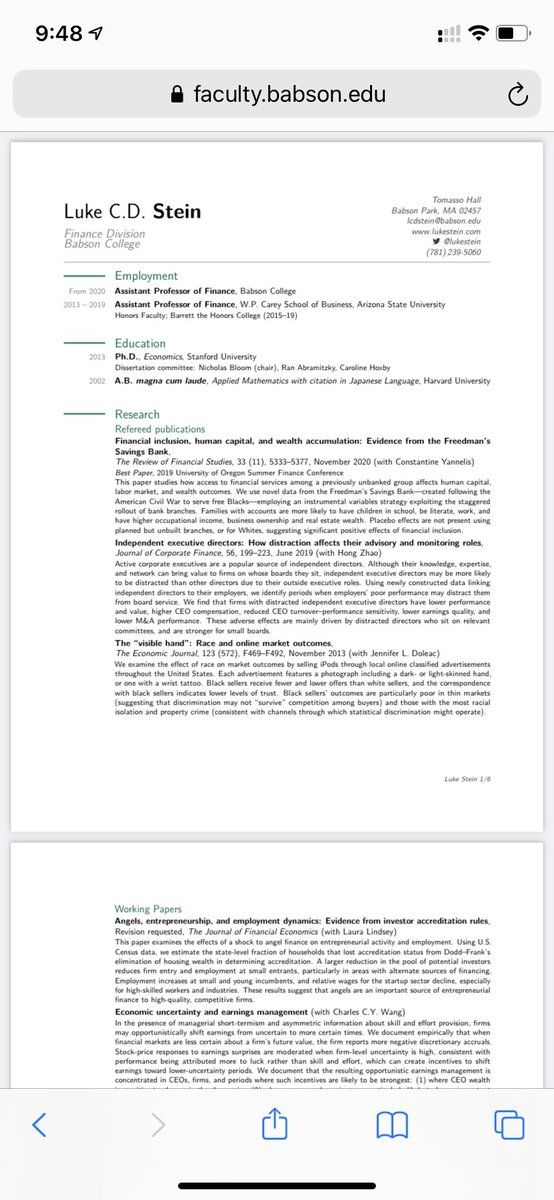 9:48
faculty.babson.edu
Luke C.D. Stein
Finance Division
Babson College
Tomasso Hall
Babson Park, MA 02457
lcdstein@babson.edu
www.lukestein.com
@lukestein
(781) 239-5060
Employment
From 2020 Assistant Professor of Finance, Babson College
2013 – 2019 Assistant Professor of Finance, W.P. Carey School of Business, Arizona State University
Honors Faculty; Barrett the Honors College (2015–19)
Education
2013 Ph.D., Economics, Stanford University
Dissertation committee: Nicholas Bloom (chair), Ran Abramitzky, Caroline Hoxby
2002 A.B. magna cum laude, Applied Mathematics with citation in Japanese Language, Harvard University
Research
Refereed publications
Financial inclusion, human capital, and wealth accumulation: Evidence from the Freedman's
Savings Bank,
The Review of Financial Studies, 33 (11), 5333–5377, November 2020 (with Constantine Yannelis)
Best Paper, 2019 University of Oregon Summer Finance Conference
This paper studies how access to financial services among a previously unbanked group affects human capital,
labor market, and wealth outcomes. We use novel data from the Freedman's Savings Bank—created following the
American Civil War to serve free Blacks—employing an instrumental variables strategy exploiting the staggered
rollout of bank branches. Families with accounts are more likely to have children in school, be literate, work, and
have higher occupational income, business ownership and real estate wealth. Placebo effects are not present using
planned but unbuilt branches, or for Whites, suggesting significant positive effects of financial inclusion.
Independent executive directors: How distraction affects their advisory and monitoring roles,
Journal of Corporate Finance, 56, 199–223, June 2019 (with Hong Zhao)
Active corporate executives are a popular source of independent directors. Although their knowledge, expertise,
and network can bring value to firms on whose boards they sit, independent executive directors may be more likely
to be distracted than other directors due to their outside executive roles. Using newly constructed data linking
independent directors to their employers, we identify periods when employers' poor performance may distract them
from board service. We find that firms with distracted independent executive directors have lower performance
and value, higher CEO compensation, reduced CEO turnover–performance sensitivity, lower earnings quality, and
lower M&A performance. These adverse effects are mainly driven by distracted directors who sit on relevant
committees, and are stronger for small boards.
The "visible hand": Race and online market outcomes,
The Economic Journal, 123 (572), F469–F492, November 2013 (with Jennifer L. Doleac)
We examine the effect of race on market outcomes by selling iPods through local online classified advertisements
throughout the United States. Each advertisement features a photograph including a dark- or light-skinned hand,
or one with a wrist tattoo. Black sellers receive fewer and lower offers than white sellers, and the correspondence
with black sellers indicates lower levels of trust. Black sellers' outcomes are particularly poor in thin markets
(suggesting that discrimination may not "survive" competition among buyers) and those with the most racial
isolation and property crime (consistent with channels through which statistical discrimination might operate).
Luke Stein 1/6
Working Papers
Angels, entrepreneurship, and employment dynamics: Evidence from investor accreditation rules,
Revision requested, The Journal of Financial Economics (with Laura Lindsey)
This paper examines the effects of a shock to angel finance on entrepreneurial activity and employment. Using U.S.
Census data, we estimate the state-level fraction of households that lost accreditation status from Dodd–Frank's
elimination of housing wealth in determining accreditation. A larger reduction in the pool of potential investors
reduces firm entry and employment at small entrants, particularly in areas with alternate sources of financing.
Employment increases at small and young incumbents, and relative wages for the startup sector decline, especially
for high-skilled workers and industries. These results suggest that angels are an important source of entrepreneurial
finance to high-quality, competitive firms.
Economic uncertainty and earnings management (with Charles C.Y. Wang)
In the presence of managerial short-termism and asymmetric information about skill and effort provision, firms
may opportunistically shift earnings from uncertain to more certain times. We document empirically that when
financial markets are less certain about a firm's future value, the firm reports more negative discretionary accruals.
Stock-price responses to earnings surprises are moderated when firm-level uncertainty is high, consistent with
performance being attributed more to luck rather than skill and effort, which can create incentives to shift
earnings toward lower-uncertainty periods. We document that the resulting opportunistic earnings management is
concentrated in CEOs, firms, and periods where such incentives are likely to be strongest: (1) where CEO wealth